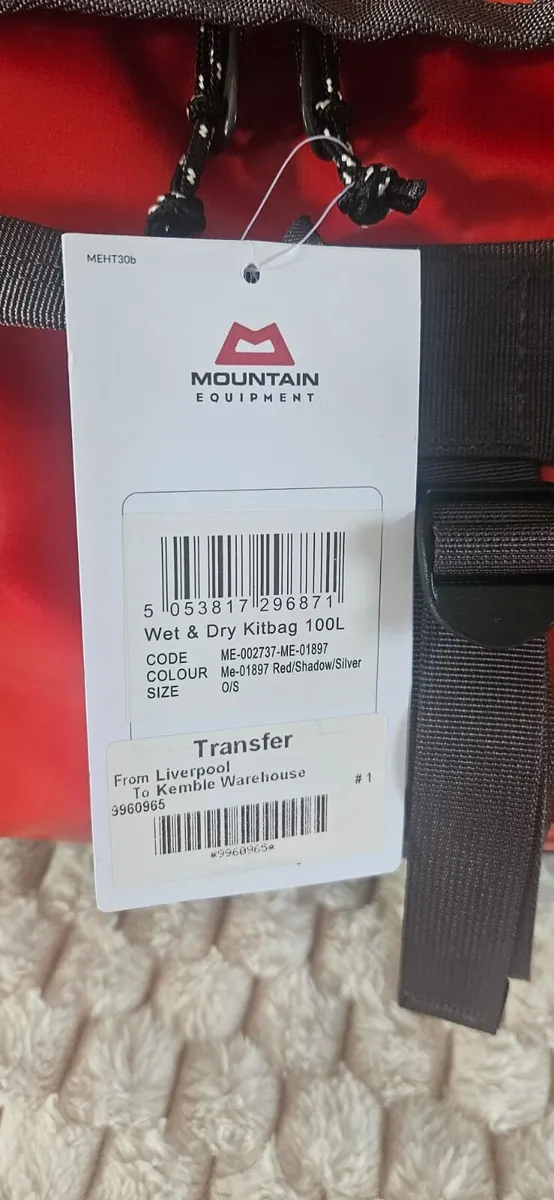 MEHT30b
MOUNTAIN
EQUIPMENT
5 053817 296871
Wet & Dry Kitbag 100L
CODE ME-002737-ME-01897
COLOUR Me-01897 Red/Shadow/Silver
SIZE O/S
Transfer
From Liverpool
To Kemble Warehouse #1
9960965
*9960965*